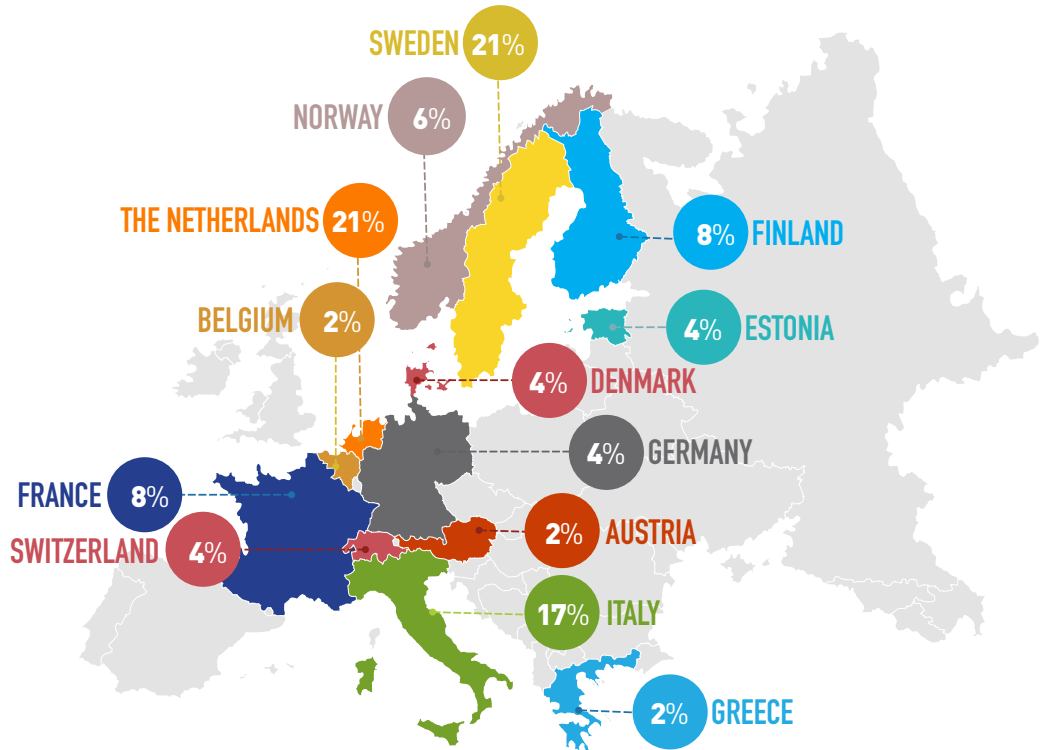 SWEDEN 21%
NORWAY 6%
THE NETHERLANDS 21%
8% FINLAND
BELGIUM 2%
4% ESTONIA
4% DENMARK
4% GERMANY
FRANCE 8%
2% AUSTRIA
SWITZERLAND 4%
17% ITALY
2% GREECE